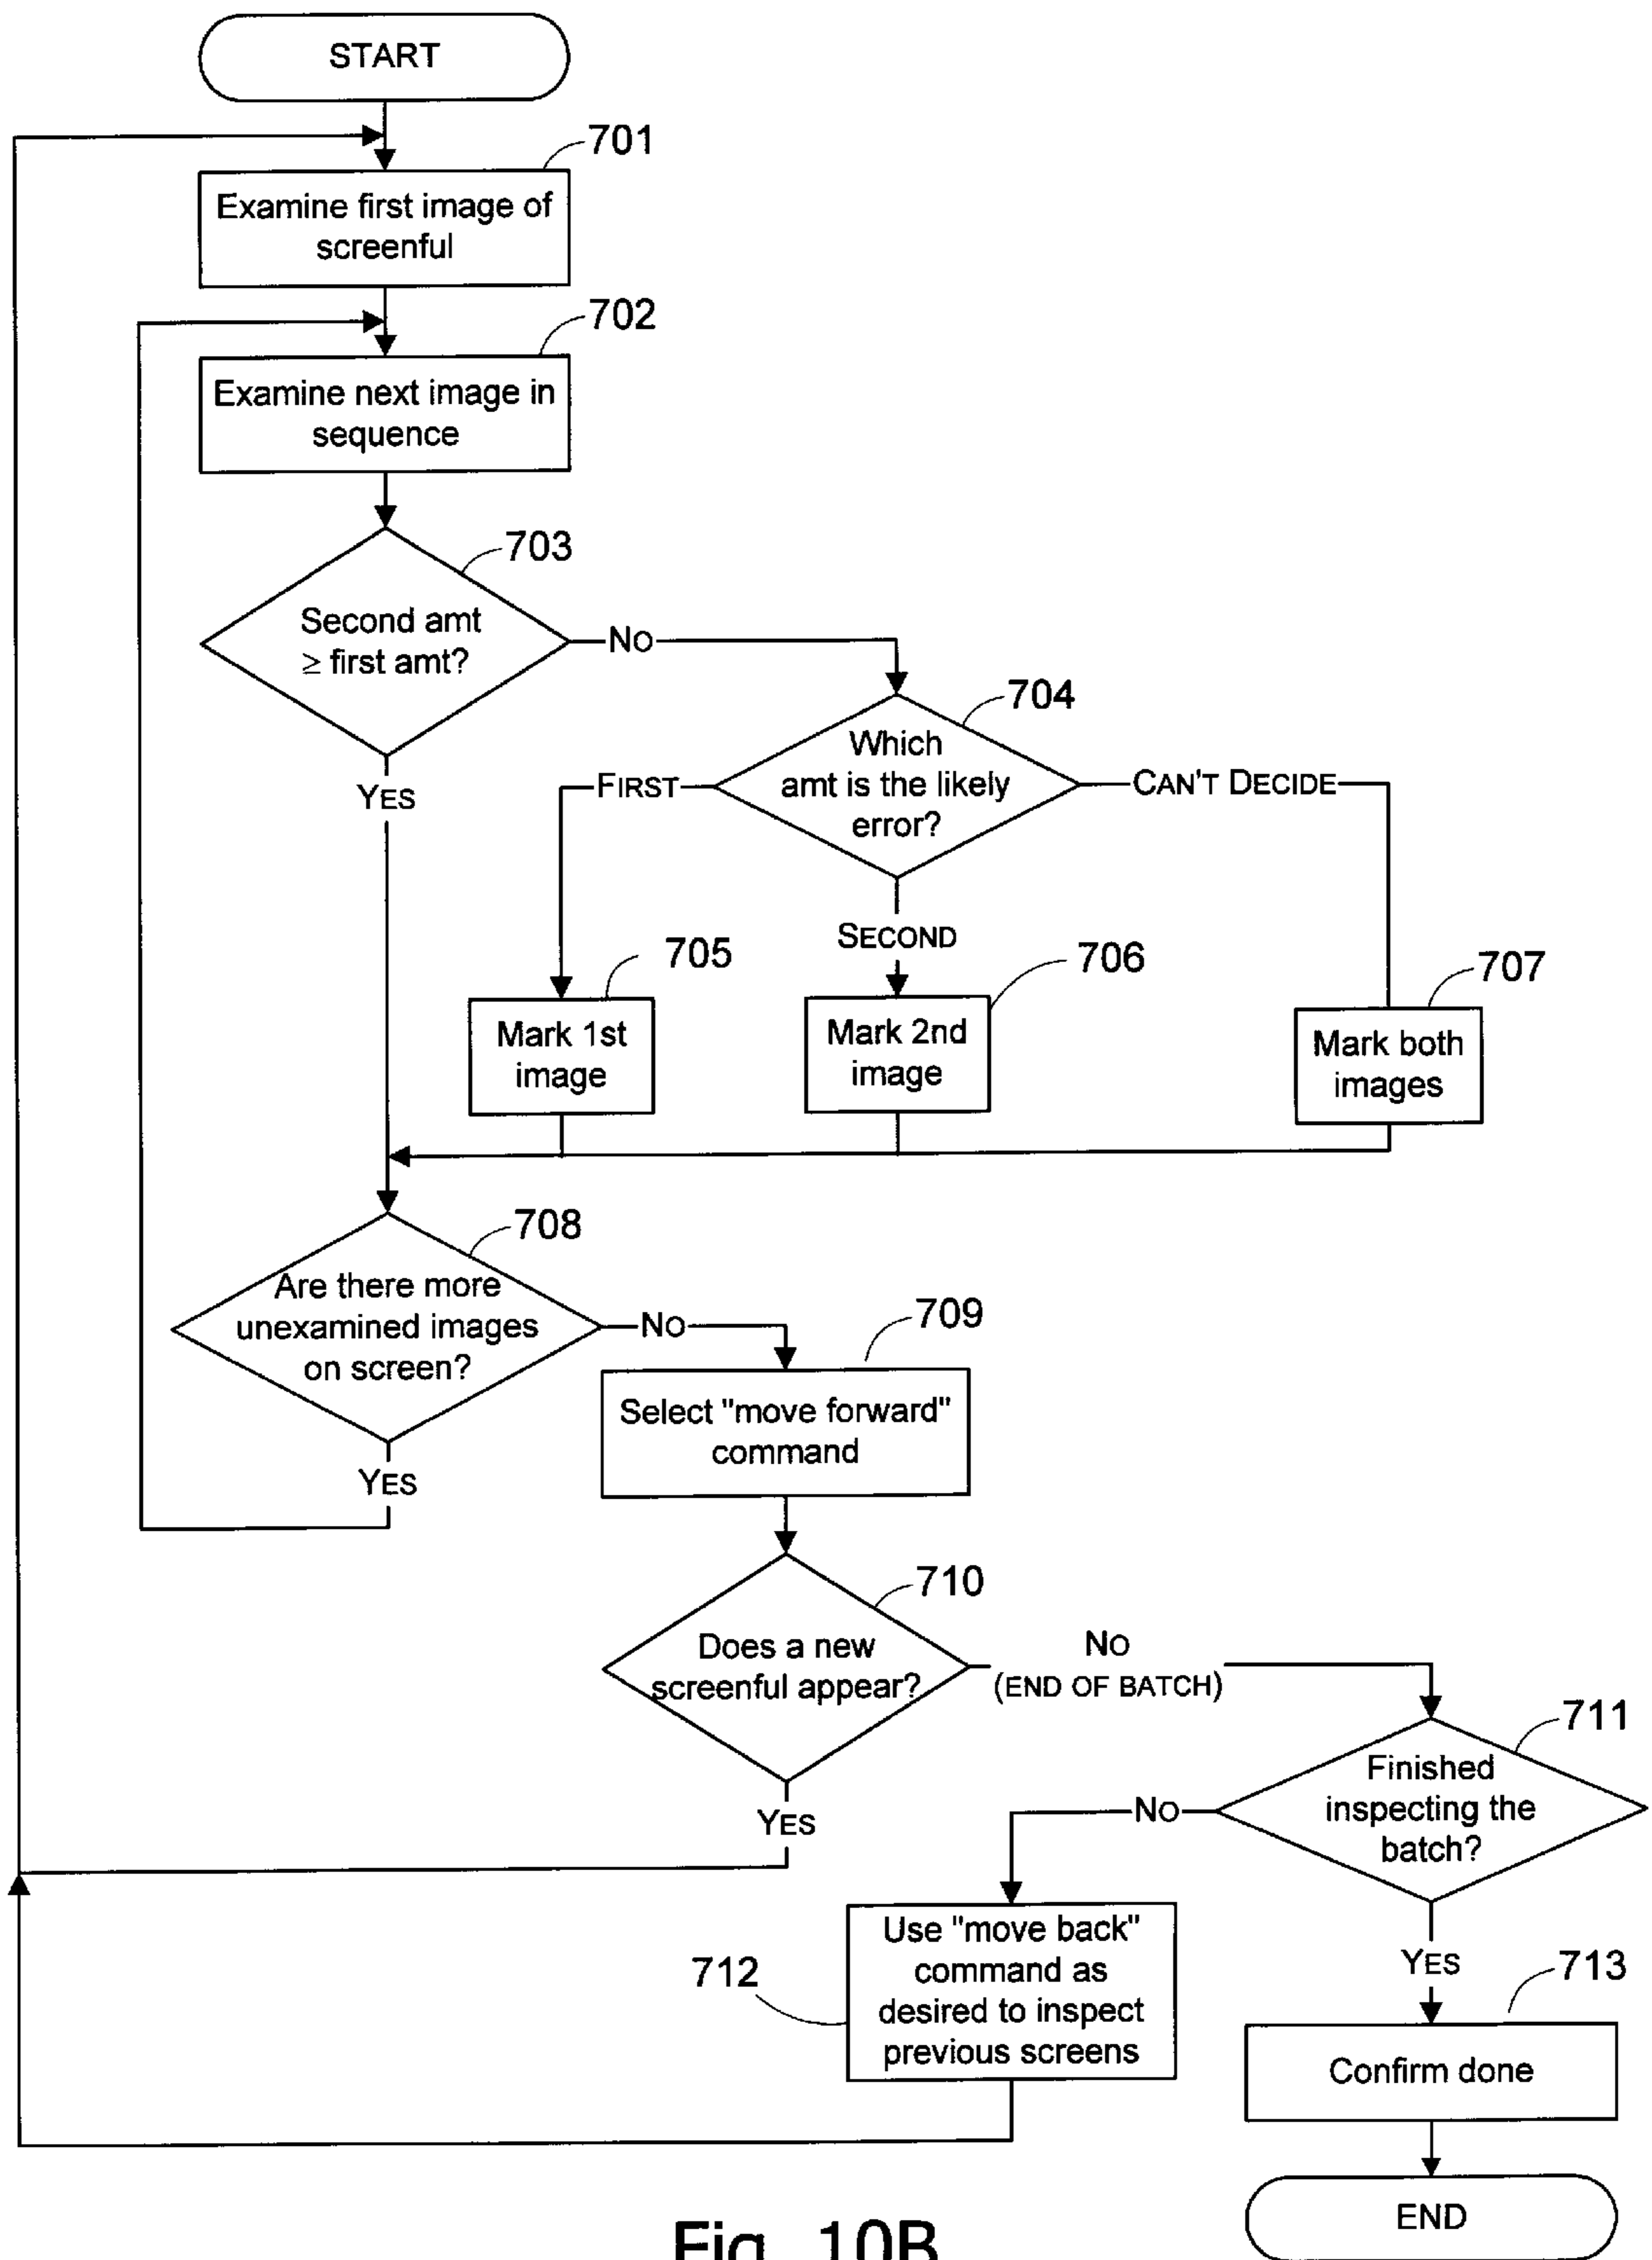 START
701
Examine first image of
screenful
702
Examine next image in
sequence
703
Second amt
≥ first amt?
NO
YES
704
Which
amt is the likely
error?
FIRST
CAN'T DECIDE
SECOND
705
Mark 1st
image
706
Mark 2nd
image
707
Mark both
images
708
Are there more
unexamined images
on screen?
NO
YES
709
Select "move forward"
command
710
Does a new
screenful appear?
NO
(END OF BATCH)
YES
711
Finished
inspecting the
batch?
NO
YES
712
Use "move back"
command as
desired to inspect
previous screens
713
Confirm done
END
Fig. 10B